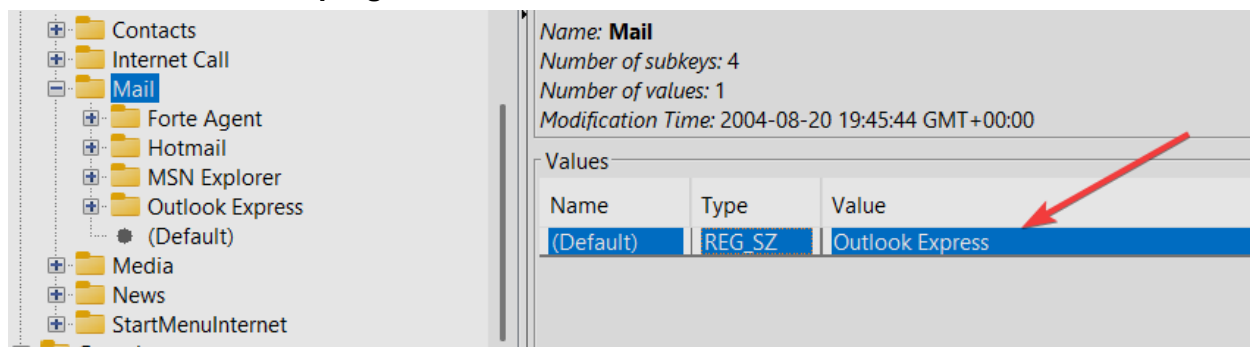 Contacts
Internet Call
Mail
Forte Agent
Hotmail
MSN Explorer
Outlook Express
(Default)
Media
News
StartMenuInternet
Name: Mail
Number of subkeys: 4
Number of values: 1
Modification Time: 2004-08-20 19:45:44 GMT+00:00
Values
Name Type Value
(Default) REG_SZ Outlook Express